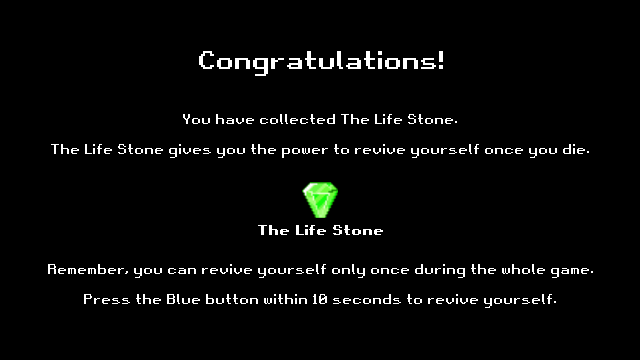 Congratulations!
You have collected The Life Stone.
The Life Stone gives you the power to revive yourself once you die.
The Life Stone
Remember, you can revive yourself only once during the whole game.
Press the Blue button within 10 seconds to revive yourself.